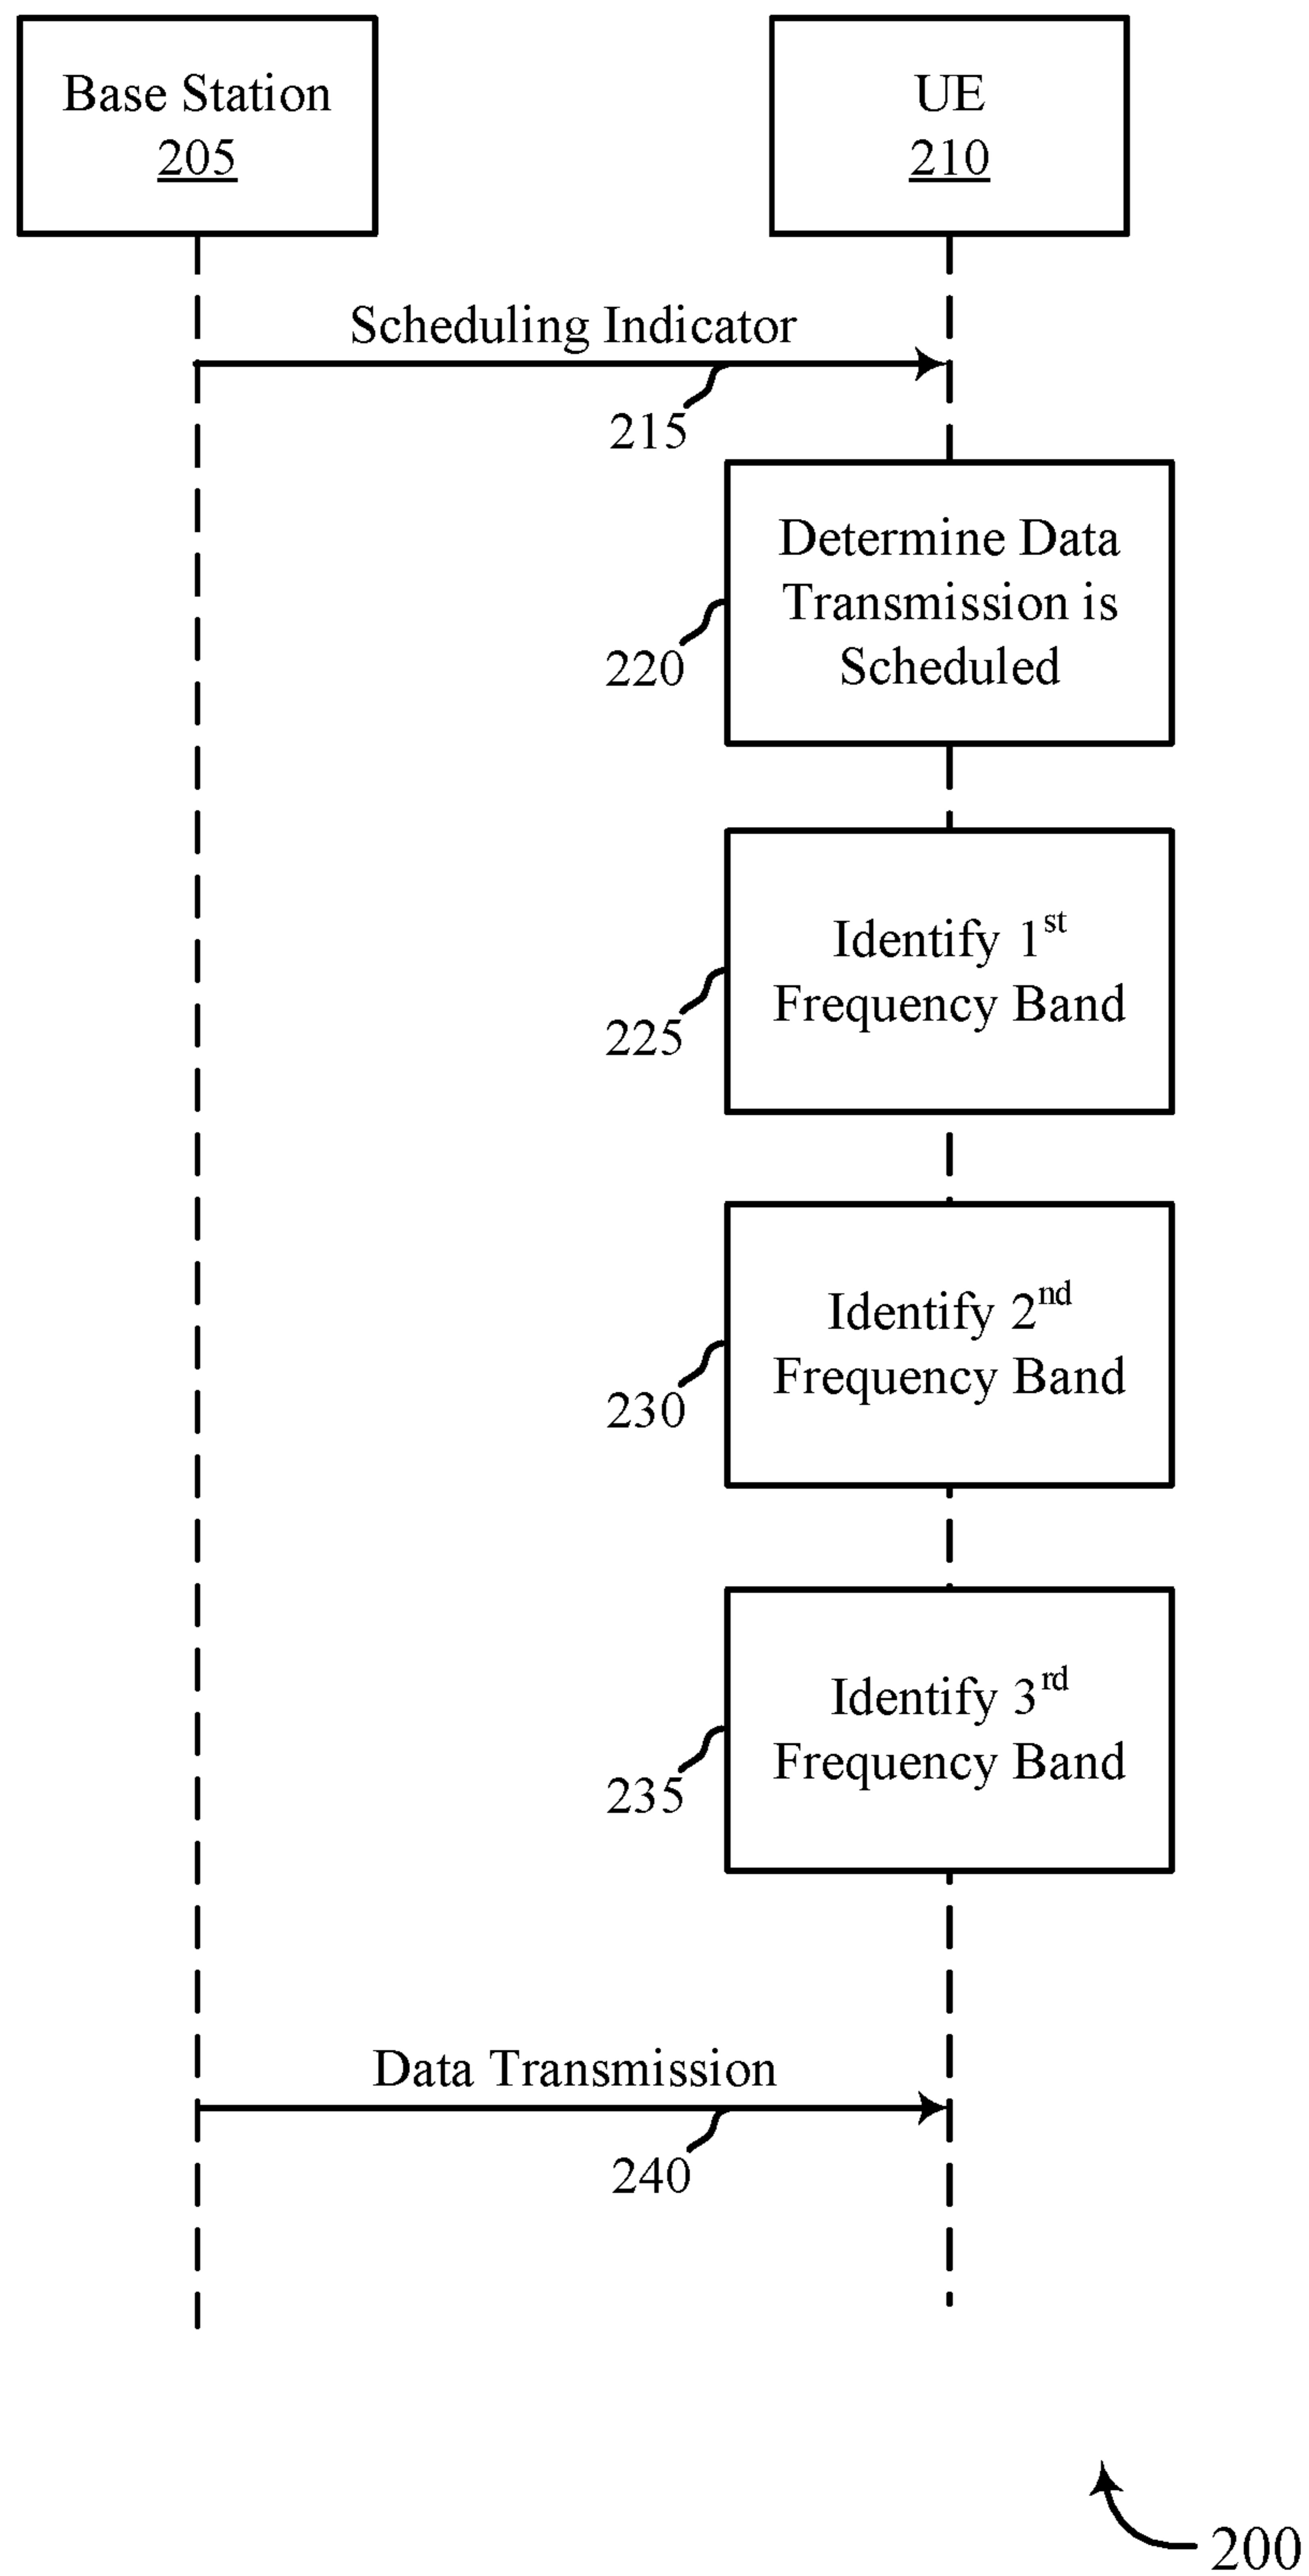 Base Station
205
UE
210
Scheduling Indicator
215
Determine Data
Transmission is
Scheduled
220
Identify 1st
Frequency Band
225
Identify 2nd
Frequency Band
230
Identify 3rd
Frequency Band
235
Data Transmission
240
200